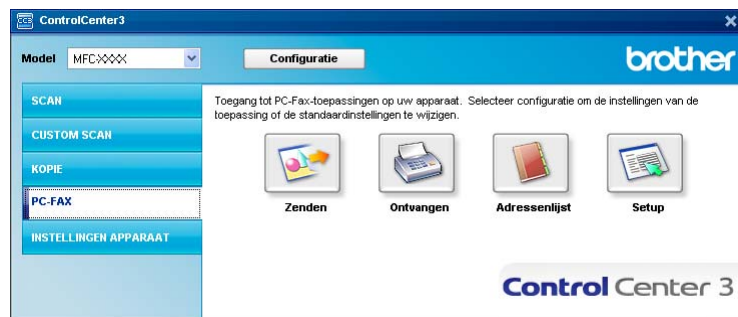 ControlCenter3
Model MFC-XXXX Configuratie brother
SCAN
CUSTOM SCAN
KOPIE
PC-FAX
INSTELLINGEN APPARAAT
Toegang tot PC-Fax-toepassingen op uw apparaat. Selecteer configuratie om de instellingen van de
toepassing of de standaardinstellingen te wijzigen.
Zenden Ontvangen Adressenlijst Setup
Control Center 3